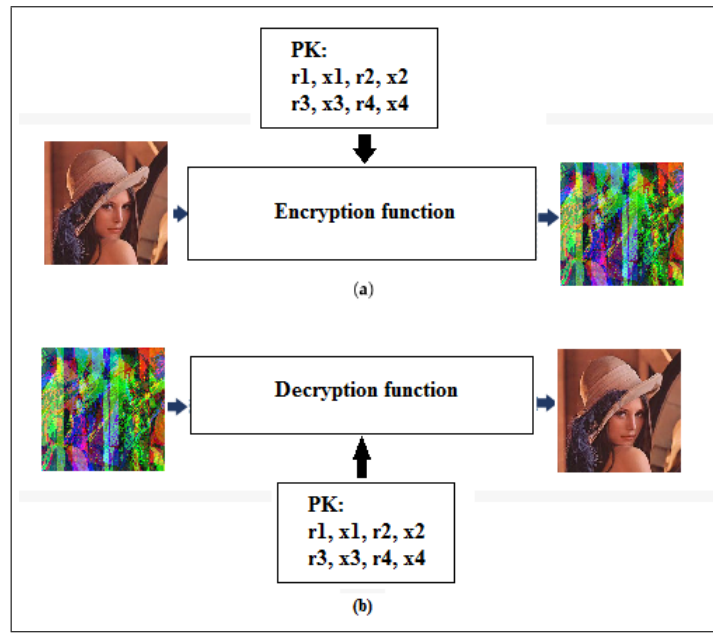 PK:
r1, x1, r2, x2
r3, x3, r4, x4
Encryption function
(a)
Decryption function
PK:
r1, x1, r2, x2
r3, x3, r4, x4
(b)